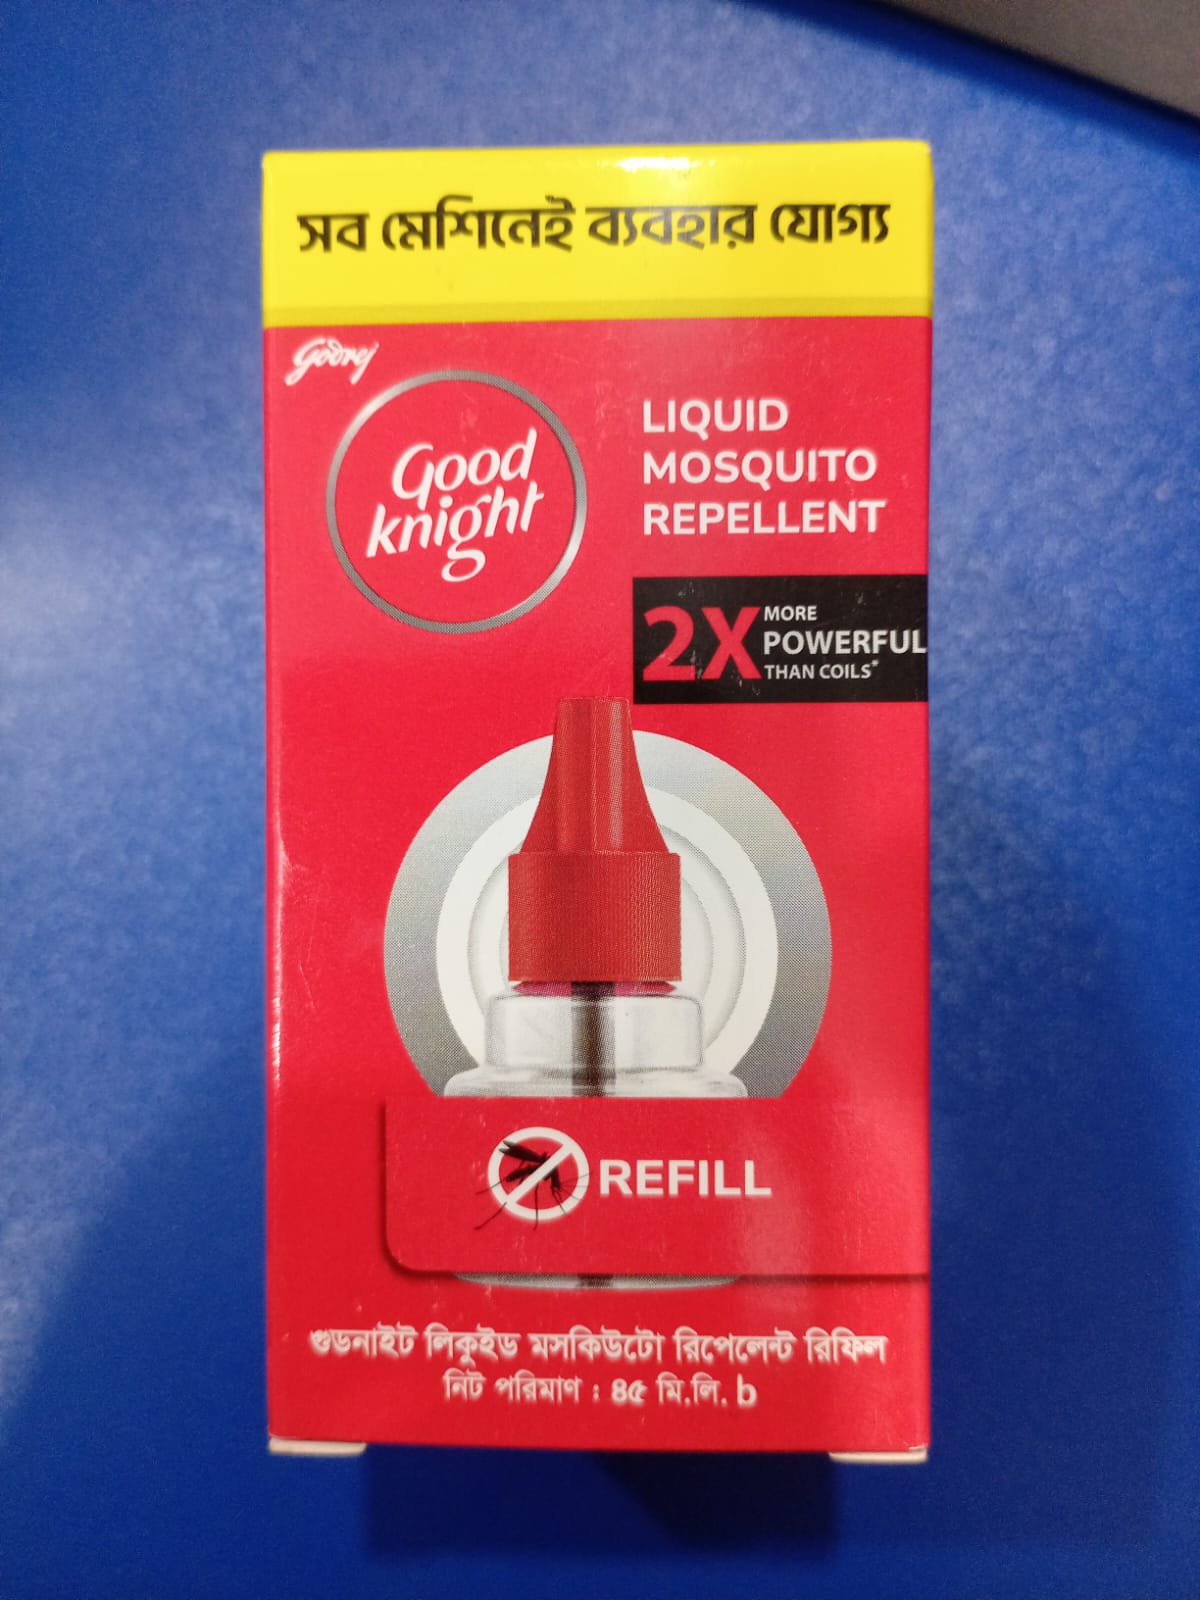 সব মেশিনেই ব্যবহার যোগ্য
Godrej
Good
knight
LIQUID
MOSQUITO
REPELLENT
2X MORE
POWERFUL
THAN COILS*
REFILL
গুডনাইট লিকুইড মসকিউটো রিপেলেন্ট রিফিল
নিট পরিমাণ : ৪৫ মি.লি. b